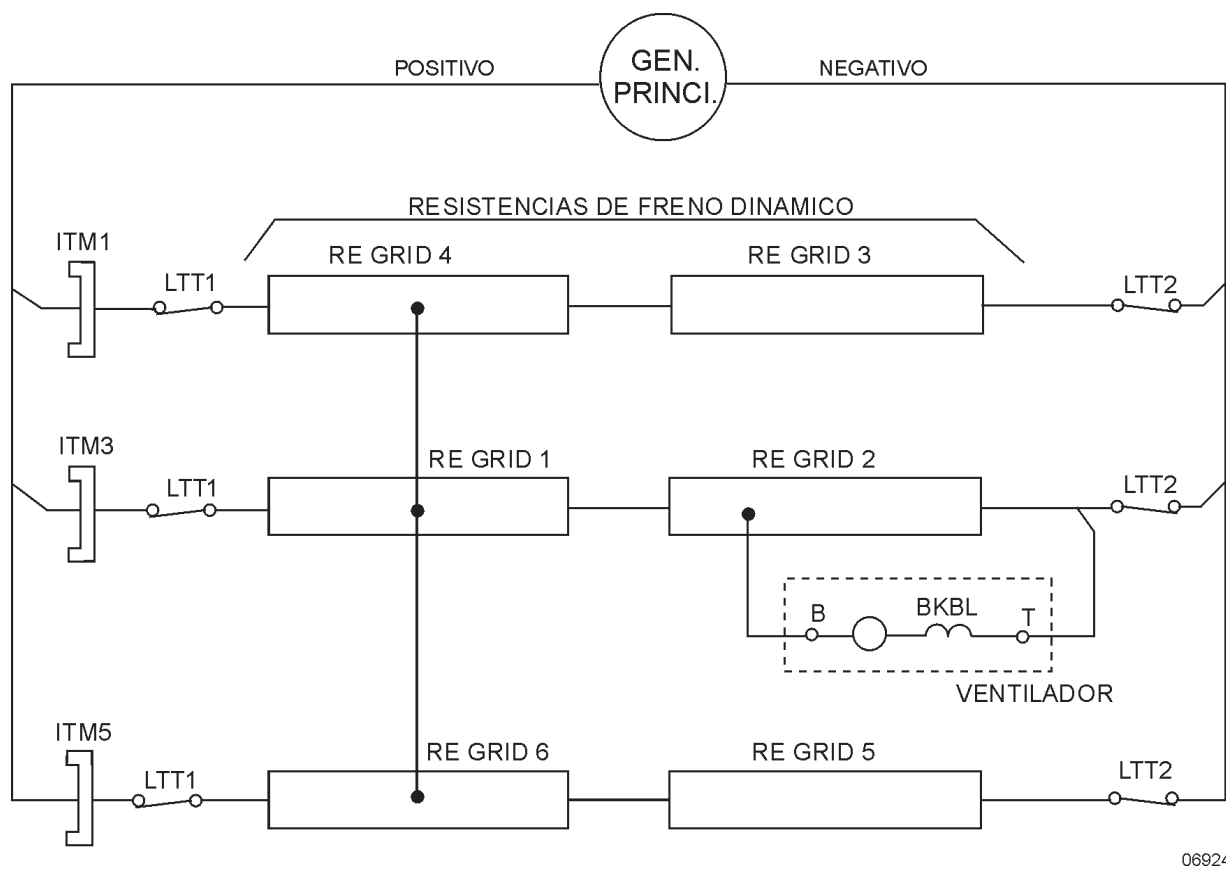 POSITIVO
GEN.
PRINCI.
NEGATIVO
RESISTENCIAS DE FRENO DINAMICO
ITM1
LTT1
RE GRID 4
RE GRID 3
LTT2
ITM3
LTT1
RE GRID 1
RE GRID 2
LTT2
B
BKBL
T
VENTILADOR
ITM5
LTT1
RE GRID 6
RE GRID 5
LTT2
06924